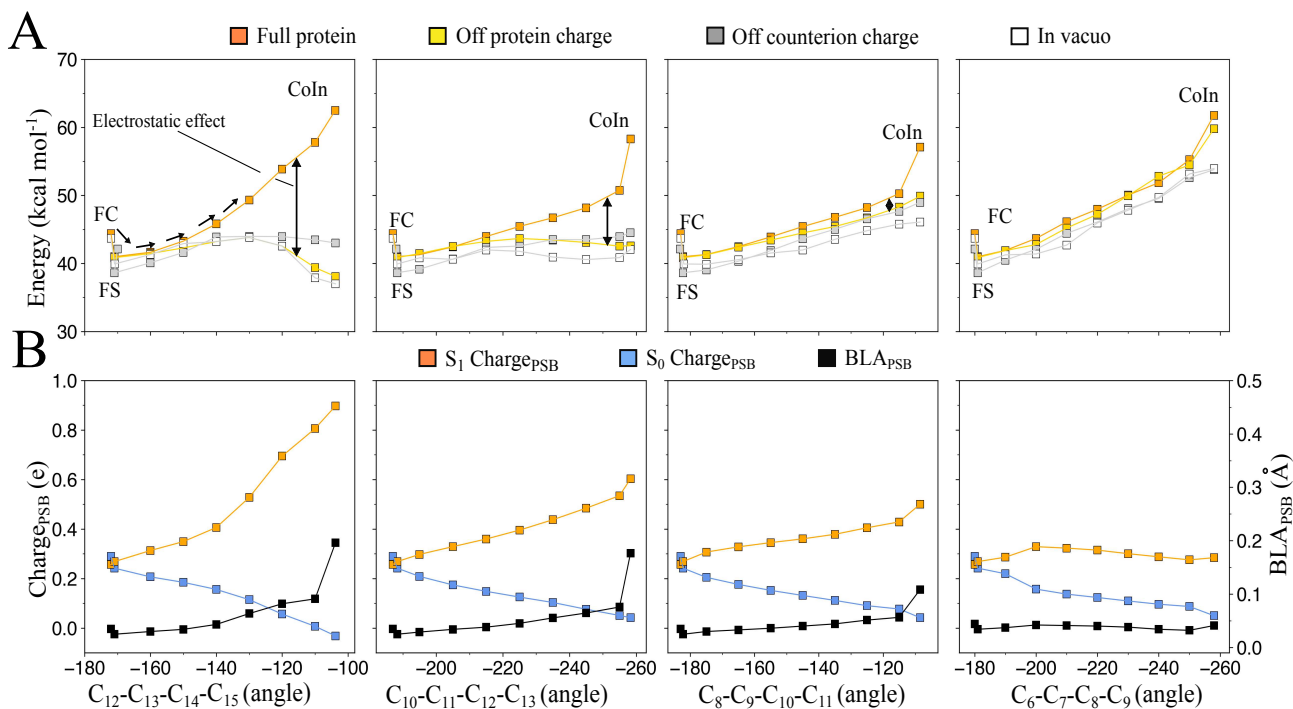 A
Full protein Off protein charge Off counterion charge In vacuo
Energy (kcal mol⁻¹)
70
60
50
40
30
Electrostatic effect
FC
FS
CoIn
FC
FS
CoIn
FC
FS
CoIn
FC
FS
CoIn
B
S₁ Charge_PSB S₀ Charge_PSB BLA_PSB
Charge_PSB (e)
1.0
0.8
0.6
0.4
0.2
0.0
0.5
0.4
0.3
0.2
0.1
0.0
BLA_PSB (Å)
−180 −160 −140 −120 −100
−200 −220 −240 −260
−180 −160 −140 −120
−180 −200 −220 −240 −260
C₁₂-C₁₃-C₁₄-C₁₅ (angle)
C₁₀-C₁₁-C₁₂-C₁₃ (angle)
C₈-C₉-C₁₀-C₁₁ (angle)
C₆-C₇-C₈-C₉ (angle)